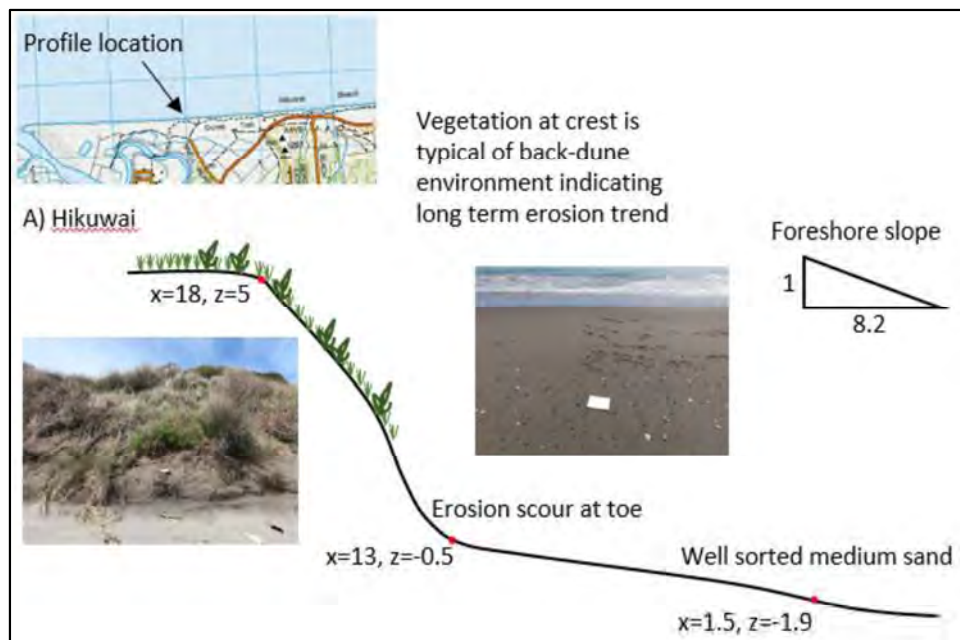 Profile location
Hikuwai
Beach
Vegetation at crest is
typical of back-dune
environment indicating
long term erosion trend
A) Hikuwai
Foreshore slope
1
8.2
x=18, z=5
Erosion scour at toe
x=13, z=-0.5
Well sorted medium sand
x=1.5, z=-1.9